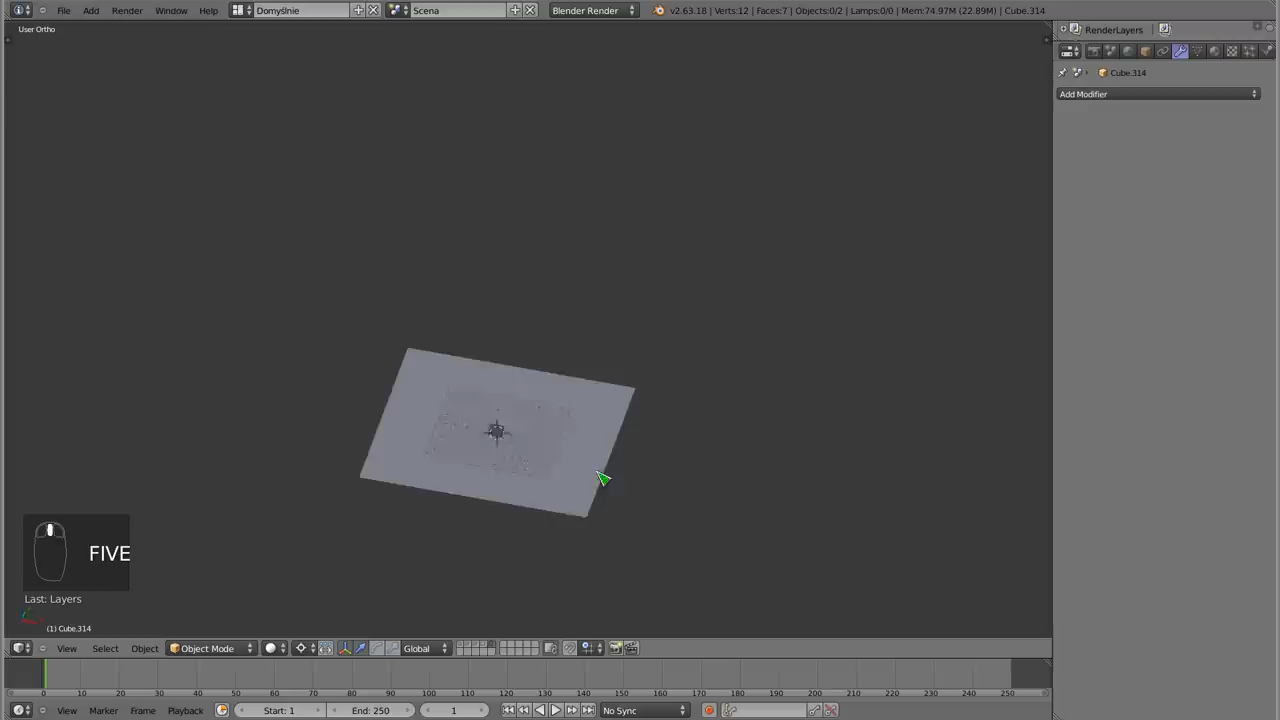 File Add Render Window Help Domyślnie Scena Blender Render v2.63.18 | Verts:12 | Faces:7 | Objects:0/2 | Lamps:0/0 | Mem:74.97M (22.89M) | Cube.314
User Ortho
RenderLayers
Cube.314
Add Modifier
FIVE
Last: Layers
(1) Cube.314
View Select Object Object Mode Global
0 10 20 30 40 50 60 70 80 90 100 110 120 130 140 150 160 170 180 190 200 210 220 230 240 250
View Marker Frame Playback Start: 1 End: 250 1 No Sync